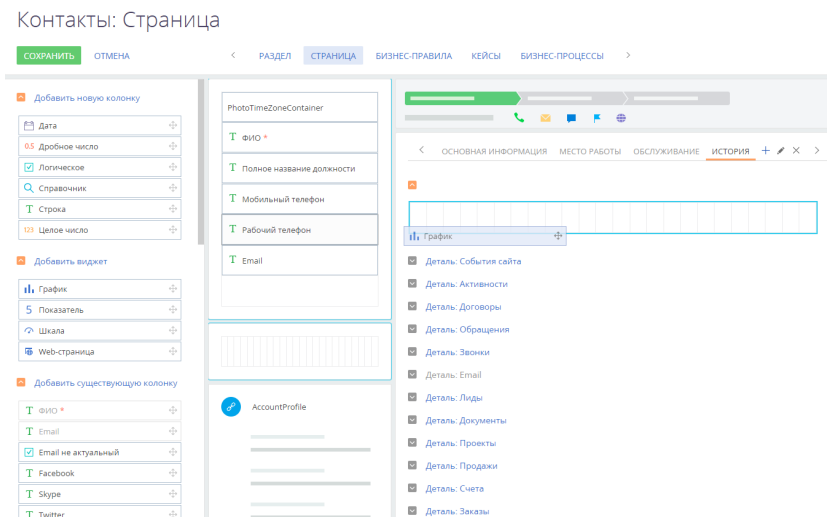 Контакты: Страница
СОХРАНИТЬ
ОТМЕНА
РАЗДЕЛ
СТРАНИЦА
БИЗНЕС-ПРАВИЛА
КЕЙСЫ
БИЗНЕС-ПРОЦЕССЫ
Добавить новую колонку
Дата
0,5 Дробное число
Логическое
Справочник
T Строка
123 Целое число
Добавить виджет
График
5 Показатель
Шкала
Web-страница
Добавить существующую колонку
T ФИО *
T Email
Email не актуальный
T Facebook
T Skype
T Twitter
PhotoTimeZoneContainer
T ФИО *
T Полное название должности
T Мобильный телефон
T Рабочий телефон
T Email
AccountProfile
ОСНОВНАЯ ИНФОРМАЦИЯ
МЕСТО РАБОТЫ
ОБСЛУЖИВАНИЕ
ИСТОРИЯ
График
Деталь: События сайта
Деталь: Активности
Деталь: Договоры
Деталь: Обращения
Деталь: Звонки
Деталь: Email
Деталь: Лиды
Деталь: Документы
Деталь: Проекты
Деталь: Продажи
Деталь: Счета
Деталь: Заказы